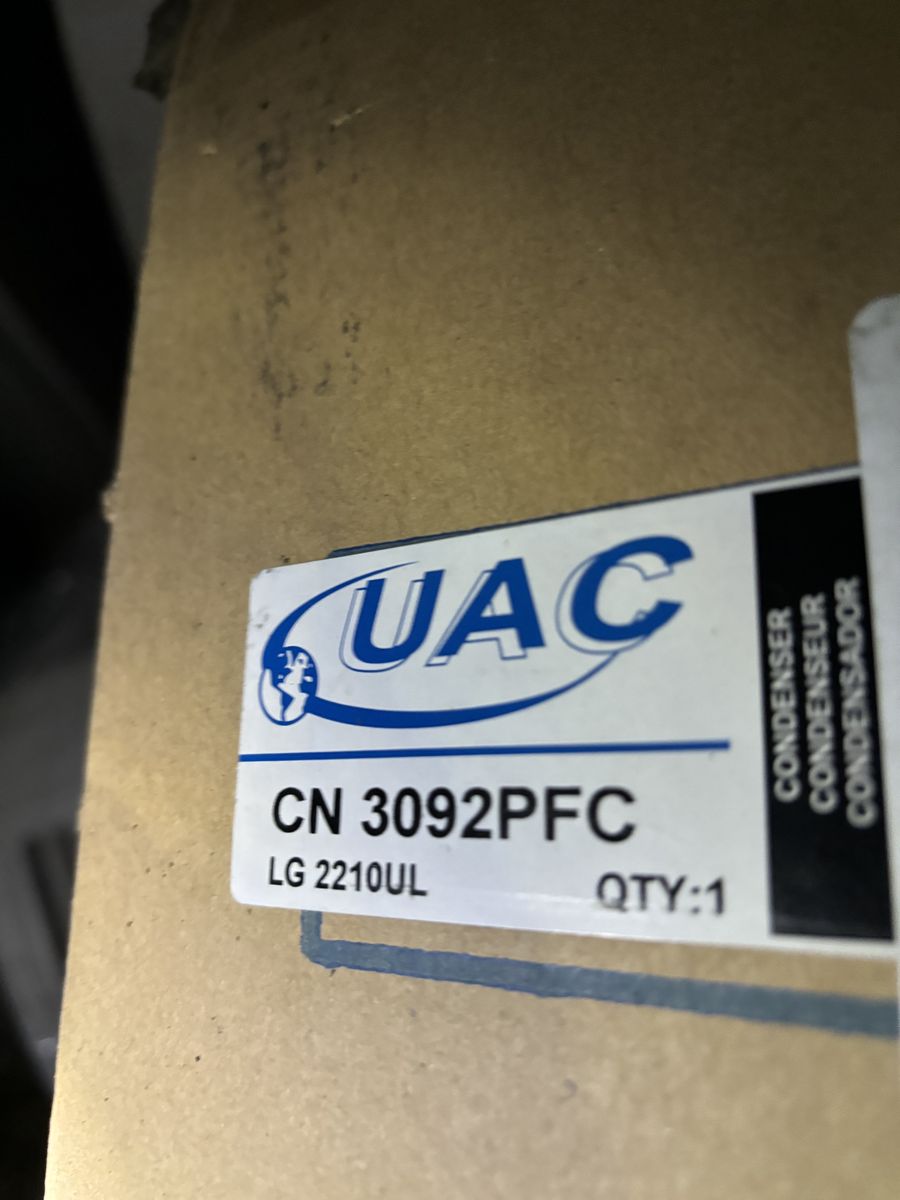 UAC
CN 3092PFC
LG 2210UL
QTY:1
CONDENSER
CONDENSEUR
CONDENSADOR